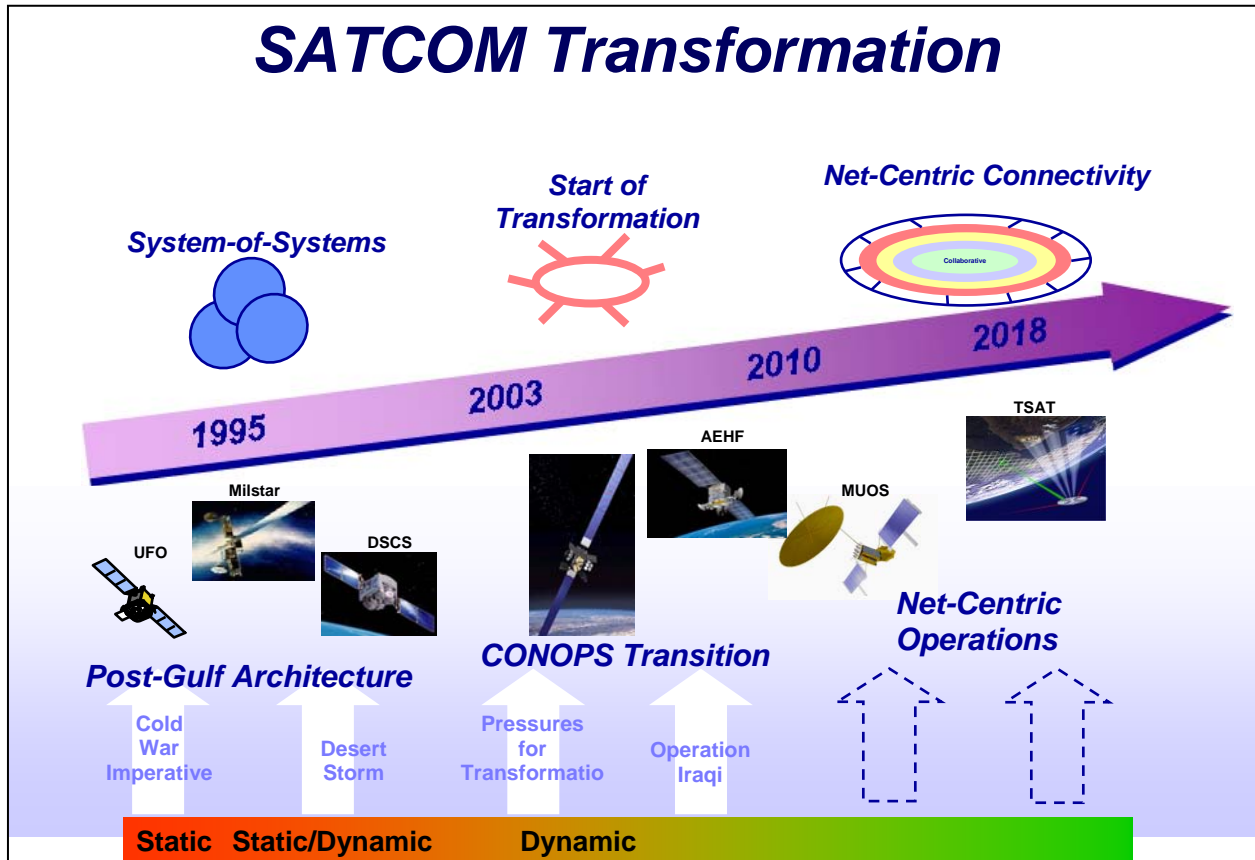 SATCOM Transformation
Net-Centric Connectivity
Start of
Transformation
System-of-Systems
Collaborative
1995
2003
2010
2018
TSAT
AEHF
MUOS
Milstar
DSCS
UFO
Net-Centric
Operations
CONOPS Transition
Post-Gulf Architecture
Cold
War
Imperative
Desert
Storm
Pressures
for
Transformatio
Operation
Iraqi
Static
Static/Dynamic
Dynamic